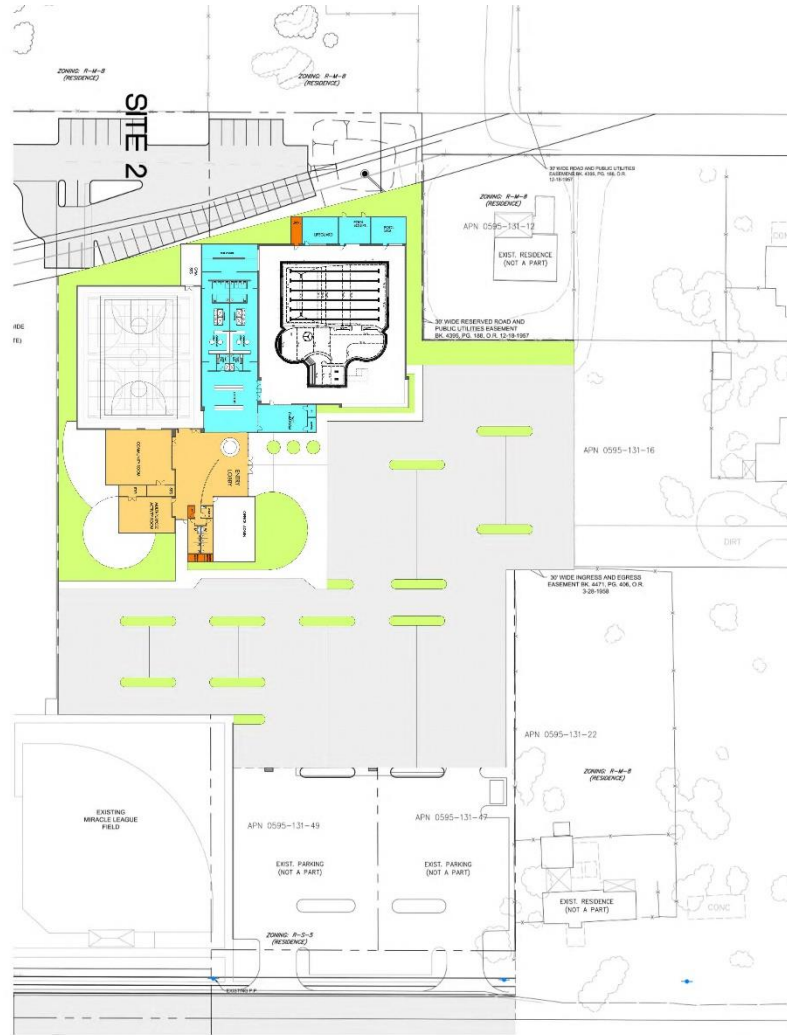 ZONING: R-M-8
(RESIDENCE)
ZONING: R-M-8
(RESIDENCE)
SITE 2
30' WIDE ROAD AND PUBLIC UTILITIES
EASEMENT BK. 4395, PG. 186, O.R.
12-18-1957
ZONING: R-M-8
(RESIDENCE)
APN 0595-131-12
EXIST. RESIDENCE
(NOT A PART)
30' WIDE RESERVED ROAD AND
PUBLIC UTILITIES EASEMENT
BK. 4395, PG. 186, O.R. 12-18-1957
APN 0595-131-16
ENTRY
LOBBY
DIRT
30' WIDE INGRESS AND EGRESS
EASEMENT BK. 4471, PG. 406, O.R.
3-28-1958
APN 0595-131-22
ZONING: R-M-8
(RESIDENCE)
EXISTING
MIRACLE LEAGUE
FIELD
APN 0595-131-49
APN 0595-131-47
EXIST. PARKING
(NOT A PART)
EXIST. PARKING
(NOT A PART)
EXIST. RESIDENCE
(NOT A PART)
CONC
ZONING: R-S-5
(RESIDENCE)